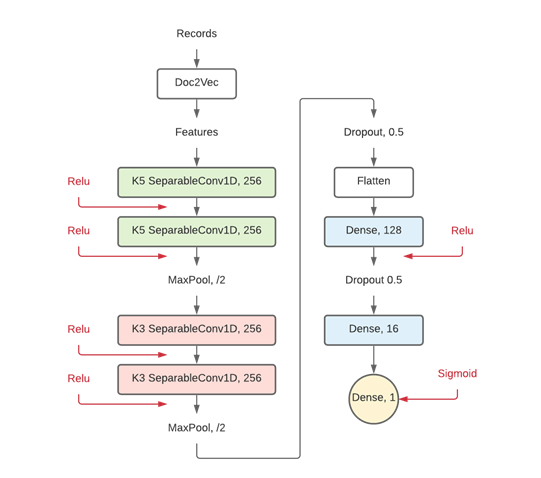 Records
Doc2Vec
Features
Relu
K5 SeparableConv1D, 256
Relu
K5 SeparableConv1D, 256
MaxPool, /2
Relu
K3 SeparableConv1D, 256
Relu
K3 SeparableConv1D, 256
MaxPool, /2
Dropout, 0.5
Flatten
Dense, 128
Relu
Dropout 0.5
Dense, 16
Sigmoid
Dense, 1